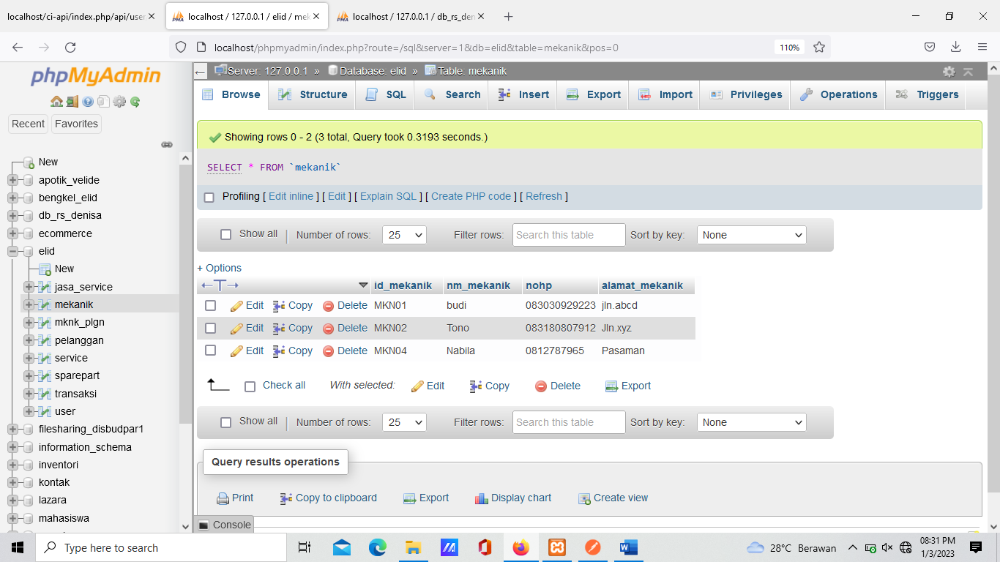 localhost/ci-api/index.php/api/user
localhost / 127.0.0.1 / elid / mek
localhost / 127.0.0.1 / db_rs_den
localhost/phpmyadmin/index.php?route=/sql&server=1&db=elid&table=mekanik&pos=0
110%
phpMyAdmin
Recent Favorites
New
apotik_velide
bengkel_elid
db_rs_denisa
ecommerce
elid
New
jasa_service
mekanik
mknk_plgn
pelanggan
service
sparepart
transaksi
user
filesharing_disbudpar1
information_schema
inventori
kontak
lazara
mahasiswa
Server: 127.0.0.1 » Database: elid » Table: mekanik
Browse Structure SQL Search Insert Export Import Privileges Operations Triggers
Showing rows 0 - 2 (3 total, Query took 0.3193 seconds.)
SELECT * FROM `mekanik`
Profiling [ Edit inline ] [ Edit ] [ Explain SQL ] [ Create PHP code ] [ Refresh ]
Show all | Number of rows: 25 Filter rows: Search this table Sort by key: None
+ Options
←T→ id_mekanik nm_mekanik nohp alamat_mekanik
Edit Copy Delete MKN01 budi 083030929223 jln.abcd
Edit Copy Delete MKN02 Tono 083180807912 Jln.xyz
Edit Copy Delete MKN04 Nabila 0812787965 Pasaman
Check all With selected: Edit Copy Delete Export
Show all | Number of rows: 25 Filter rows: Search this table Sort by key: None
Query results operations
Print Copy to clipboard Export Display chart Create view
Console
Type here to search
28°C Berawan
08:31 PM
1/3/2023